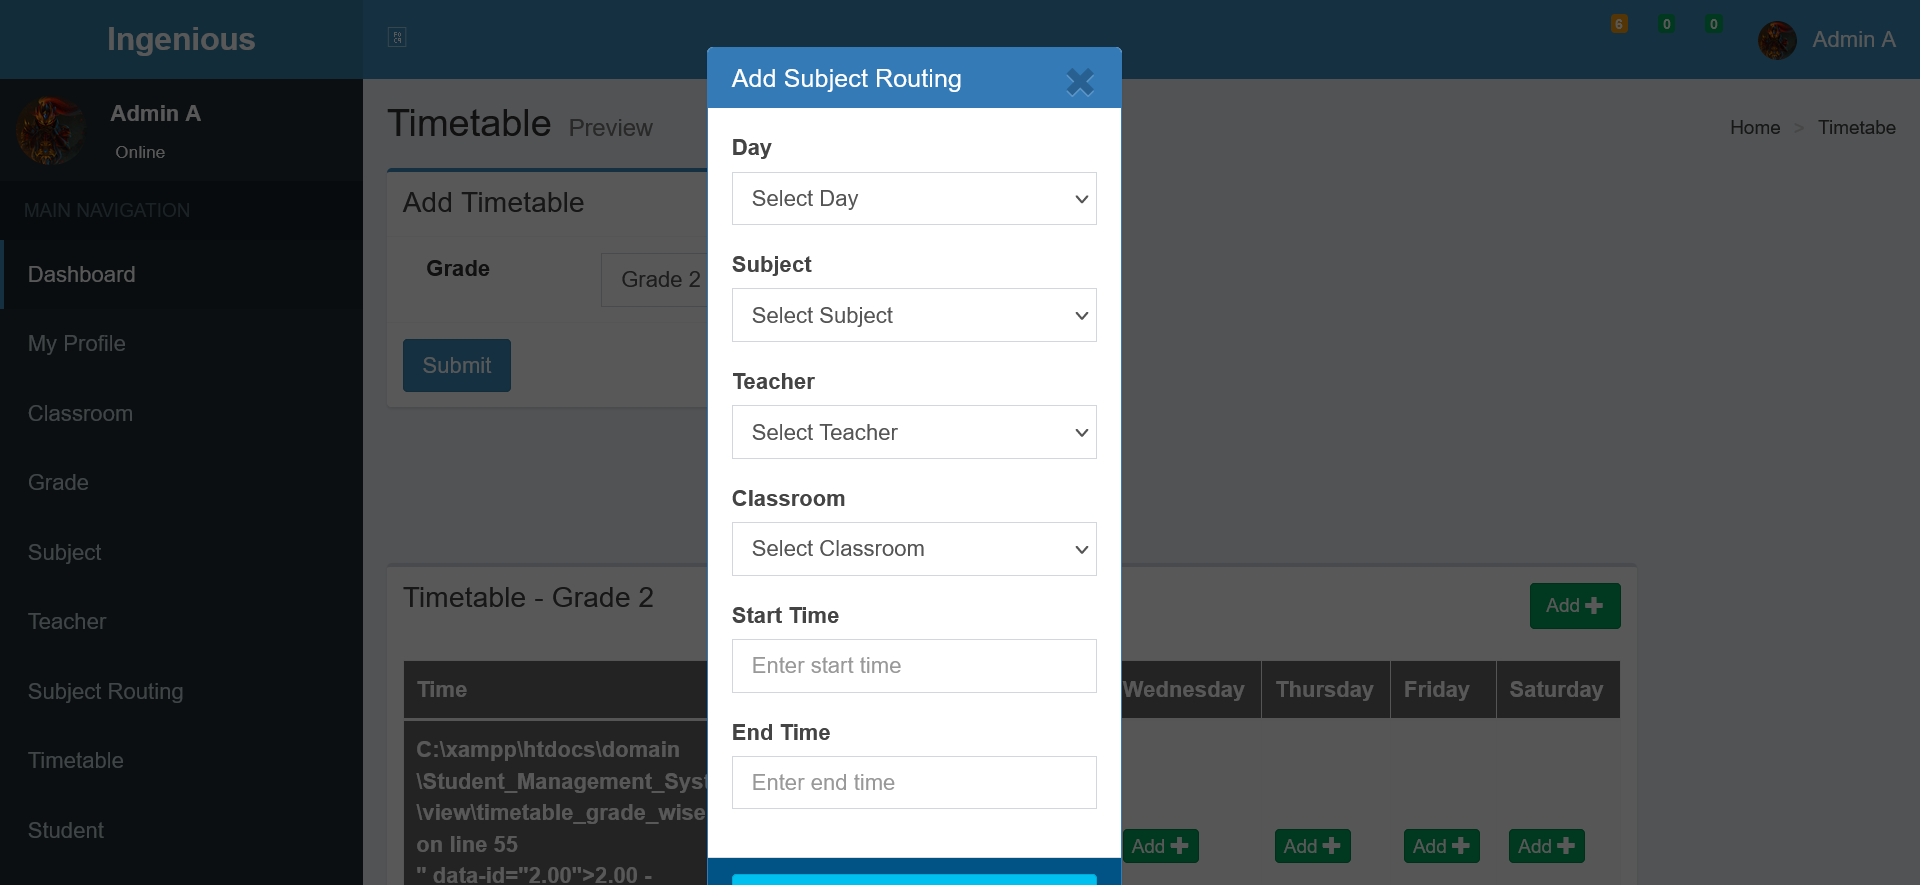 Ingenious
6
0
0
Admin A
Admin A
Online
MAIN NAVIGATION
Dashboard
My Profile
Classroom
Grade
Subject
Teacher
Subject Routing
Timetable
Student
Timetable Preview
Home > Timetabe
Add Timetable
Grade
Grade 2
Submit
Add Subject Routing
Day
Select Day
Subject
Select Subject
Teacher
Select Teacher
Classroom
Select Classroom
Start Time
Enter start time
End Time
Enter end time
Timetable - Grade 2
Add
Time
Wednesday
Thursday
Friday
Saturday
C:\xampp\htdocs\domain
\Student_Management_Syst
\view\timetable_grade_wise
on line 55
" data-id="2.00">2.00 -
Add
Add
Add
Add